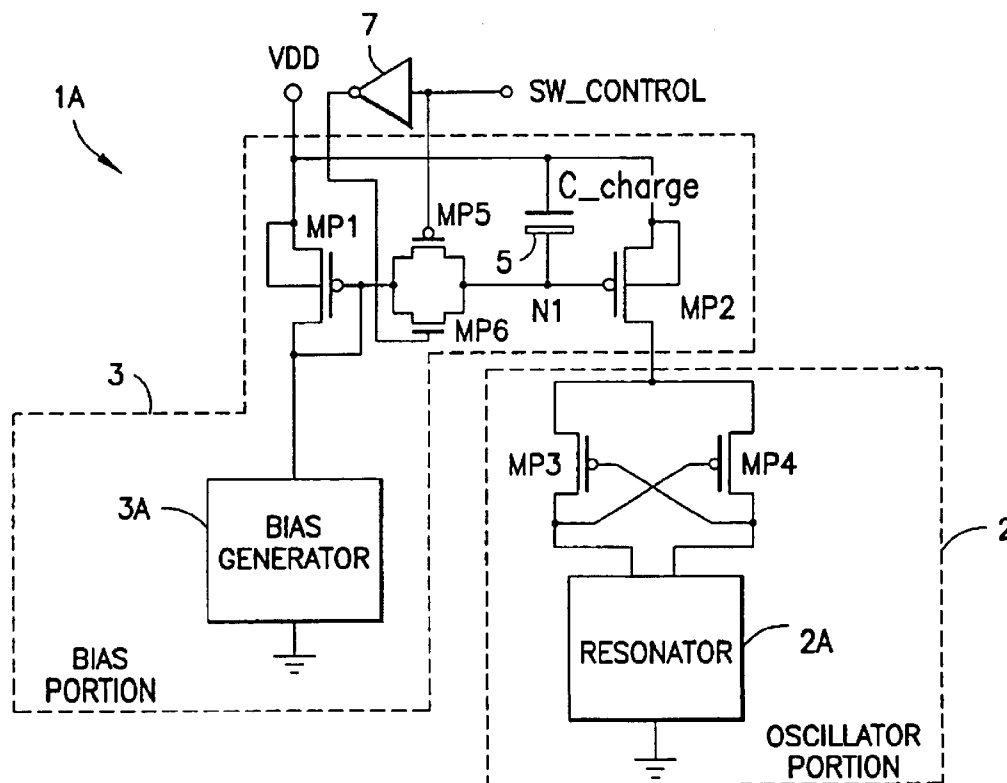 7
VDD
SW_CONTROL
1A
C_charge
MP1
MP5
5
N1
MP2
MP6
3
MP3
MP4
3A
BIAS
GENERATOR
2
RESONATOR
2A
BIAS
PORTION
OSCILLATOR
PORTION